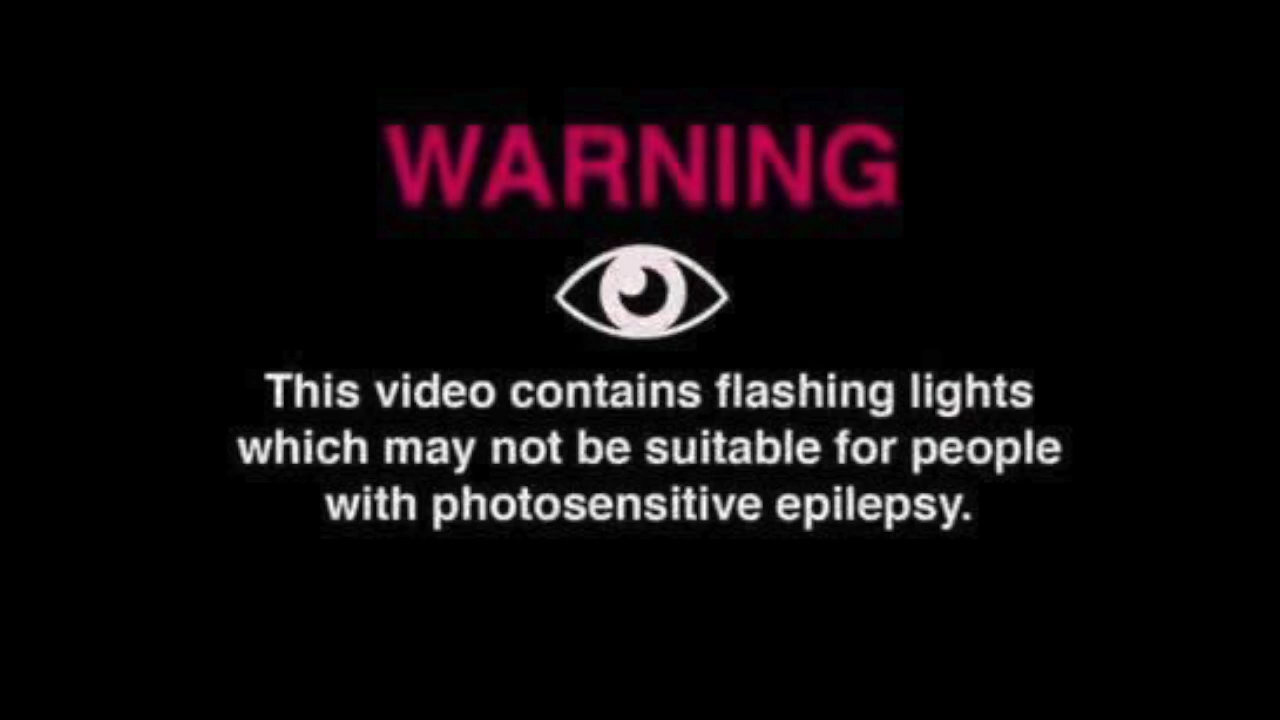 WARNING
This video contains flashing lights
which may not be suitable for people
with photosensitive epilepsy.